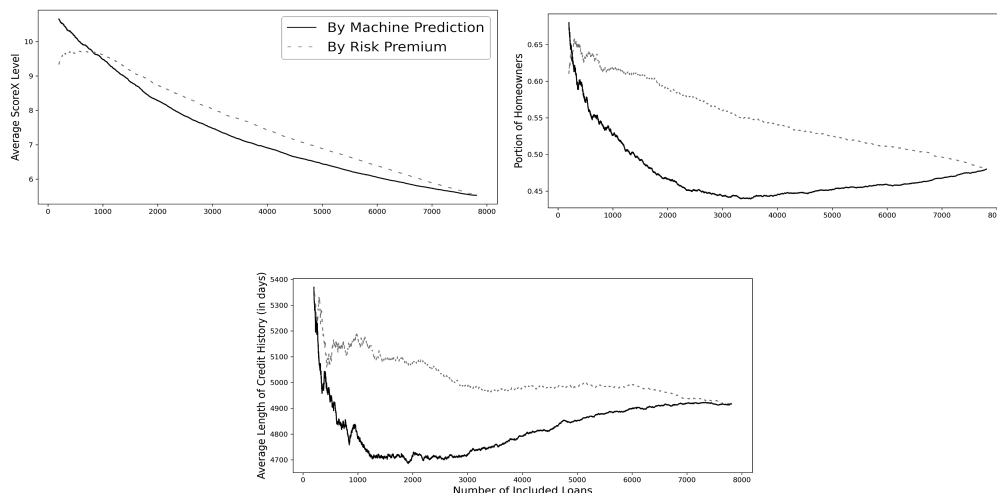 Average ScoreX Level
10
9
8
7
6
0 1000 2000 3000 4000 5000 6000 7000 8000
By Machine Prediction
By Risk Premium
Portion of Homeowners
0.65
0.60
0.55
0.50
0.45
0 1000 2000 3000 4000 5000 6000 7000
Average Length of Credit History (in days)
5400
5300
5200
5100
5000
4900
4800
4700
0 1000 2000 3000 4000 5000 6000 7000 8000
Number of Included Loans